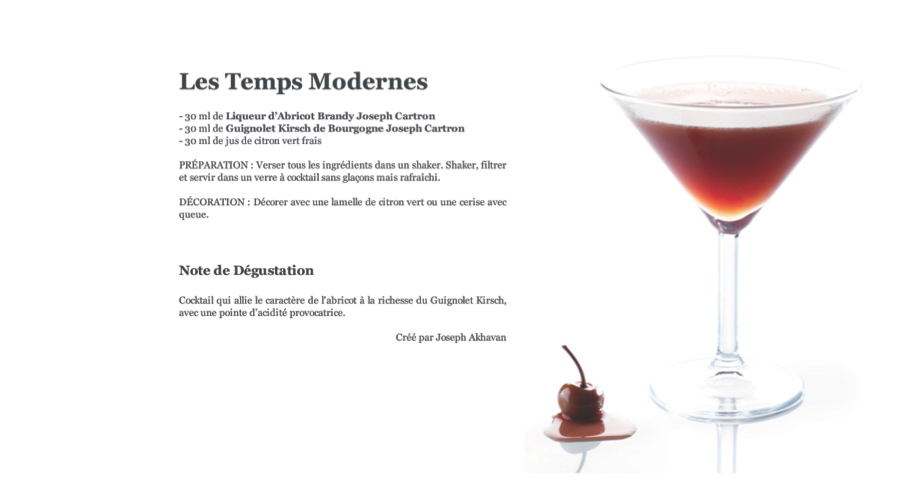 Les Temps Modernes
- 30 ml de Liqueur d'Abricot Brandy Joseph Cartron
- 30 ml de Guignolet Kirsch de Bourgogne Joseph Cartron
- 30 ml de jus de citron vert frais
PRÉPARATION : Verser tous les ingrédients dans un shaker. Shaker, filtrer
et servir dans un verre à cocktail sans glaçons mais rafraîchi.
DÉCORATION : Décorer avec une lamelle de citron vert ou une cerise avec
queue.
Note de Dégustation
Cocktail qui allie le caractère de l'abricot à la richesse du Guignolet Kirsch,
avec une pointe d'acidité provocatrice.
Créé par Joseph Akhavan